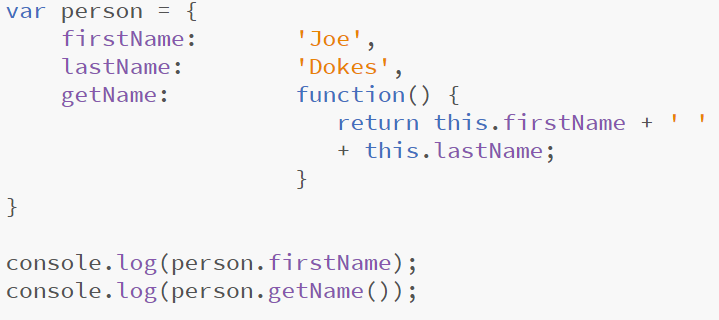 var person = {
    firstName:       'Joe',
    lastName:        'Dokes',
    getName:         function() {
                        return this.firstName + ' '
                        + this.lastName;
                     }
}

console.log(person.firstName);
console.log(person.getName());